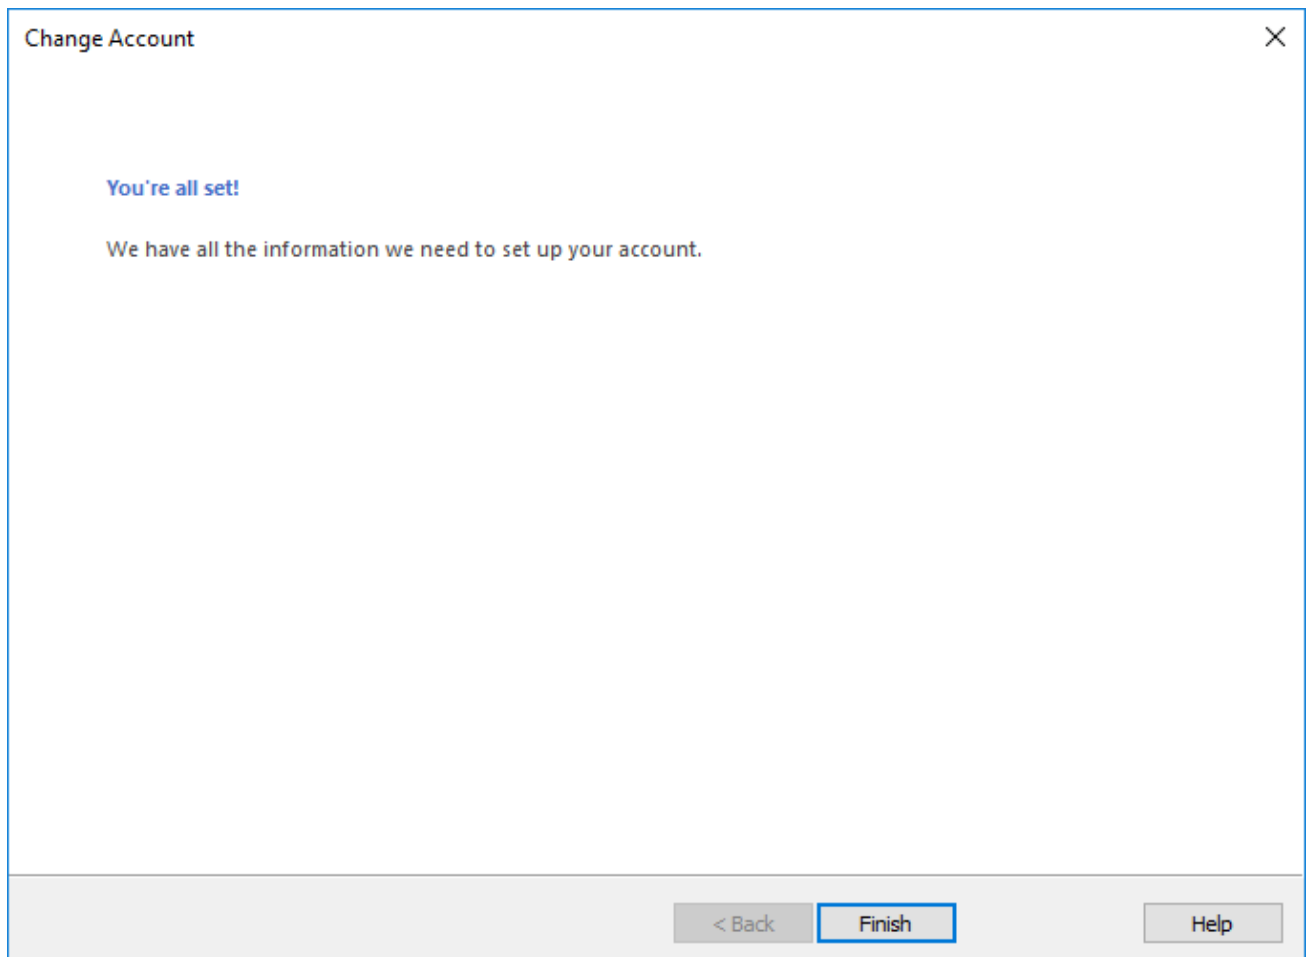 Change Account
You're all set!
We have all the information we need to set up your account.
< Back
Finish
Help